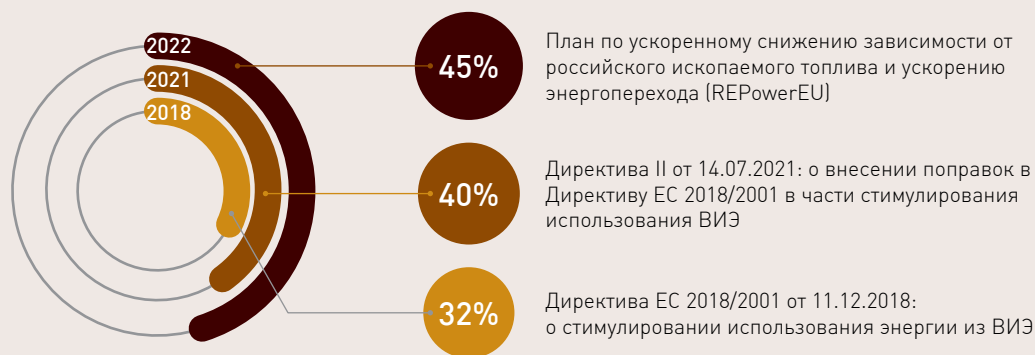 2022
2021
2018
45%
План по ускоренному снижению зависимости от
российского ископаемого топлива и ускорению
энергоперехода (REPowerEU)
40%
Директива II от 14.07.2021: о внесении поправок в
Директиву ЕС 2018/2001 в части стимулирования
использования ВИЭ
32%
Директива ЕС 2018/2001 от 11.12.2018:
о стимулировании использования энергии из ВИЭ